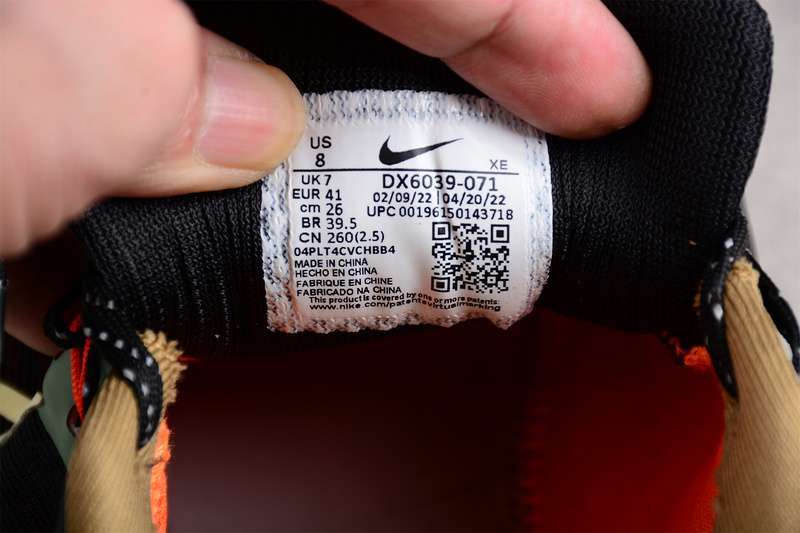 US
8
XE
UK 7
DX6039-071
EUR 41
02/09/22 | 04/20/22
cm 26
UPC 00196150143718
BR 39.5
CN 260(2.5)
04PLT4CVCHBB4
MADE IN CHINA
HECHO EN CHINA
FABRIQUE EN CHINE
FABRICADO NA CHINA
This product is covered by one or more patents:
www.nike.com/patentsvirtualmarking